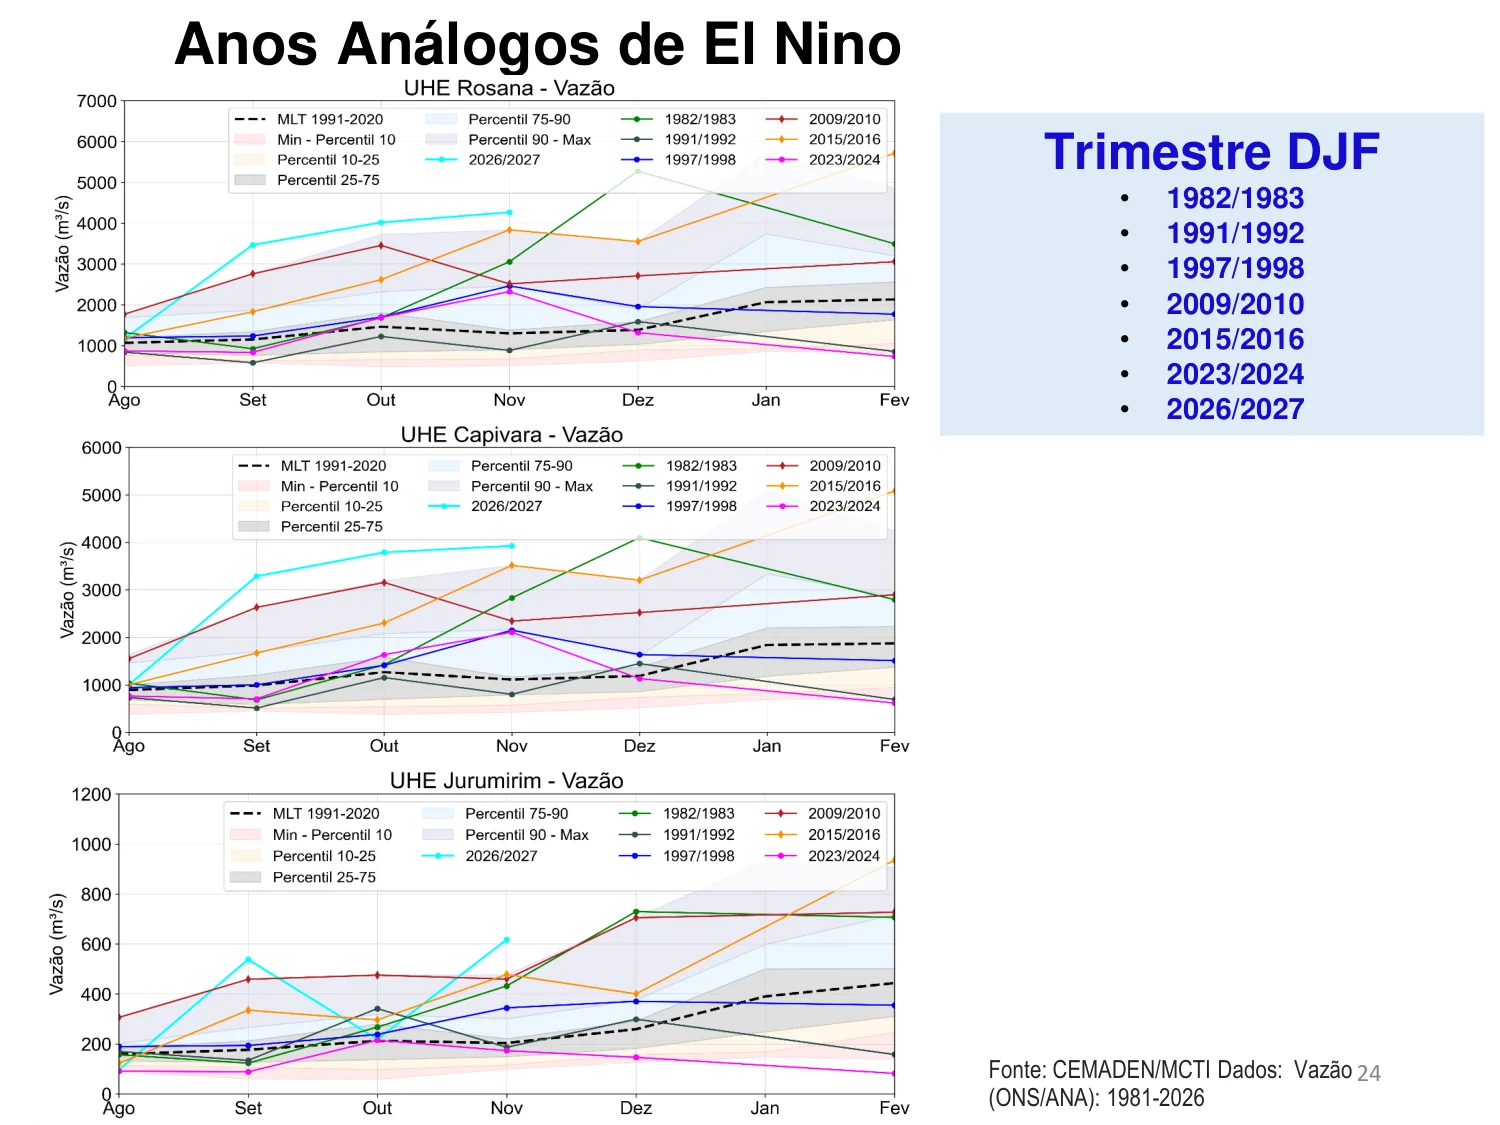 Anos Análogos de El Nino
UHE Rosana - Vazão
7000
6000
5000
4000
3000
2000
1000
0
Vazão (m³/s)
MLT 1991-2020
Min - Percentil 10
Percentil 10-25
Percentil 25-75
Percentil 75-90
Percentil 90 - Max
2026/2027
1982/1983
1991/1992
1997/1998
2009/2010
2015/2016
2023/2024
Ago Set Out Nov Dez Jan Fev
UHE Capivara - Vazão
6000
5000
4000
3000
2000
1000
0
Vazão (m³/s)
MLT 1991-2020
Min - Percentil 10
Percentil 10-25
Percentil 25-75
Percentil 75-90
Percentil 90 - Max
2026/2027
1982/1983
1991/1992
1997/1998
2009/2010
2015/2016
2023/2024
Ago Set Out Nov Dez Jan Fev
UHE Jurumirim - Vazão
1200
1000
800
600
400
200
0
Vazão (m³/s)
MLT 1991-2020
Min - Percentil 10
Percentil 10-25
Percentil 25-75
Percentil 75-90
Percentil 90 - Max
2026/2027
1982/1983
1991/1992
1997/1998
2009/2010
2015/2016
2023/2024
Ago Set Out Nov Dez Jan Fev
Trimestre DJF
• 1982/1983
• 1991/1992
• 1997/1998
• 2009/2010
• 2015/2016
• 2023/2024
• 2026/2027
Fonte: CEMADEN/MCTI Dados: Vazão
(ONS/ANA): 1981-2026
24